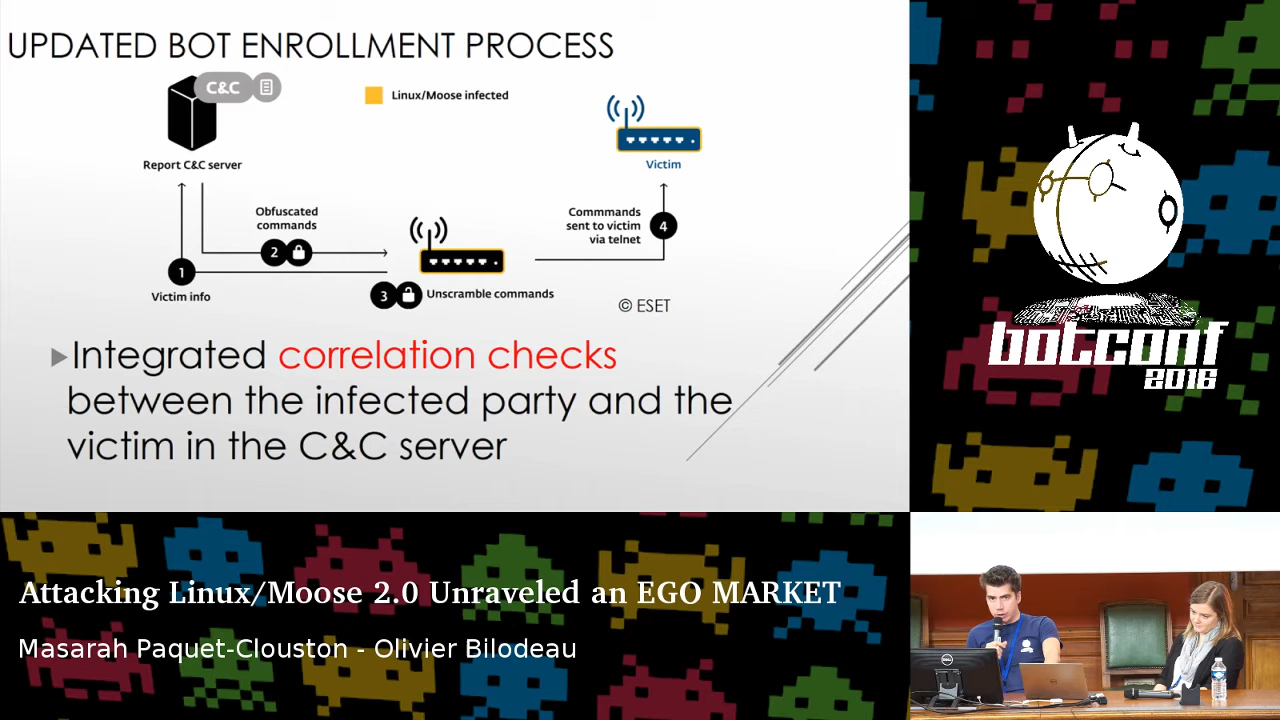 UPDATED BOT ENROLLMENT PROCESS
C&C
Linux/Moose infected
Report C&C server
Victim
Obfuscated
commands
2
Commmands
sent to victim
via telnet
4
1
Victim info
3
Unscramble commands
© ESET
Integrated correlation checks
between the infected party and the
victim in the C&C server
botconf
2016
Attacking Linux/Moose 2.0 Unraveled an EGO MARKET
Masarah Paquet-Clouston - Olivier Bilodeau
DELL